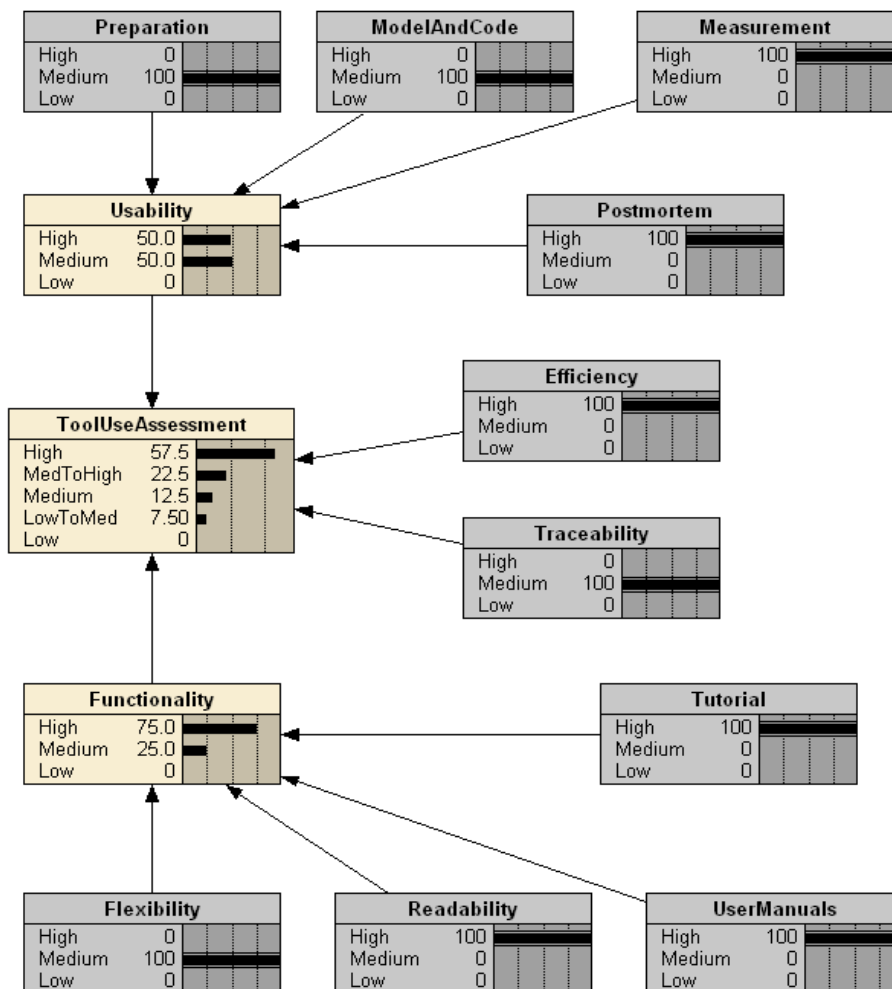 Preparation
High 0
Medium 100
Low 0
ModelAndCode
High 0
Medium 100
Low 0
Measurement
High 100
Medium 0
Low 0
Usability
High 50.0
Medium 50.0
Low 0
Postmortem
High 100
Medium 0
Low 0
Efficiency
High 100
Medium 0
Low 0
ToolUseAssessment
High 57.5
MedToHigh 22.5
Medium 12.5
LowToMed 7.50
Low 0
Traceability
High 0
Medium 100
Low 0
Functionality
High 75.0
Medium 25.0
Low 0
Tutorial
High 100
Medium 0
Low 0
Flexibility
High 0
Medium 100
Low 0
Readability
High 100
Medium 0
Low 0
UserManuals
High 100
Medium 0
Low 0